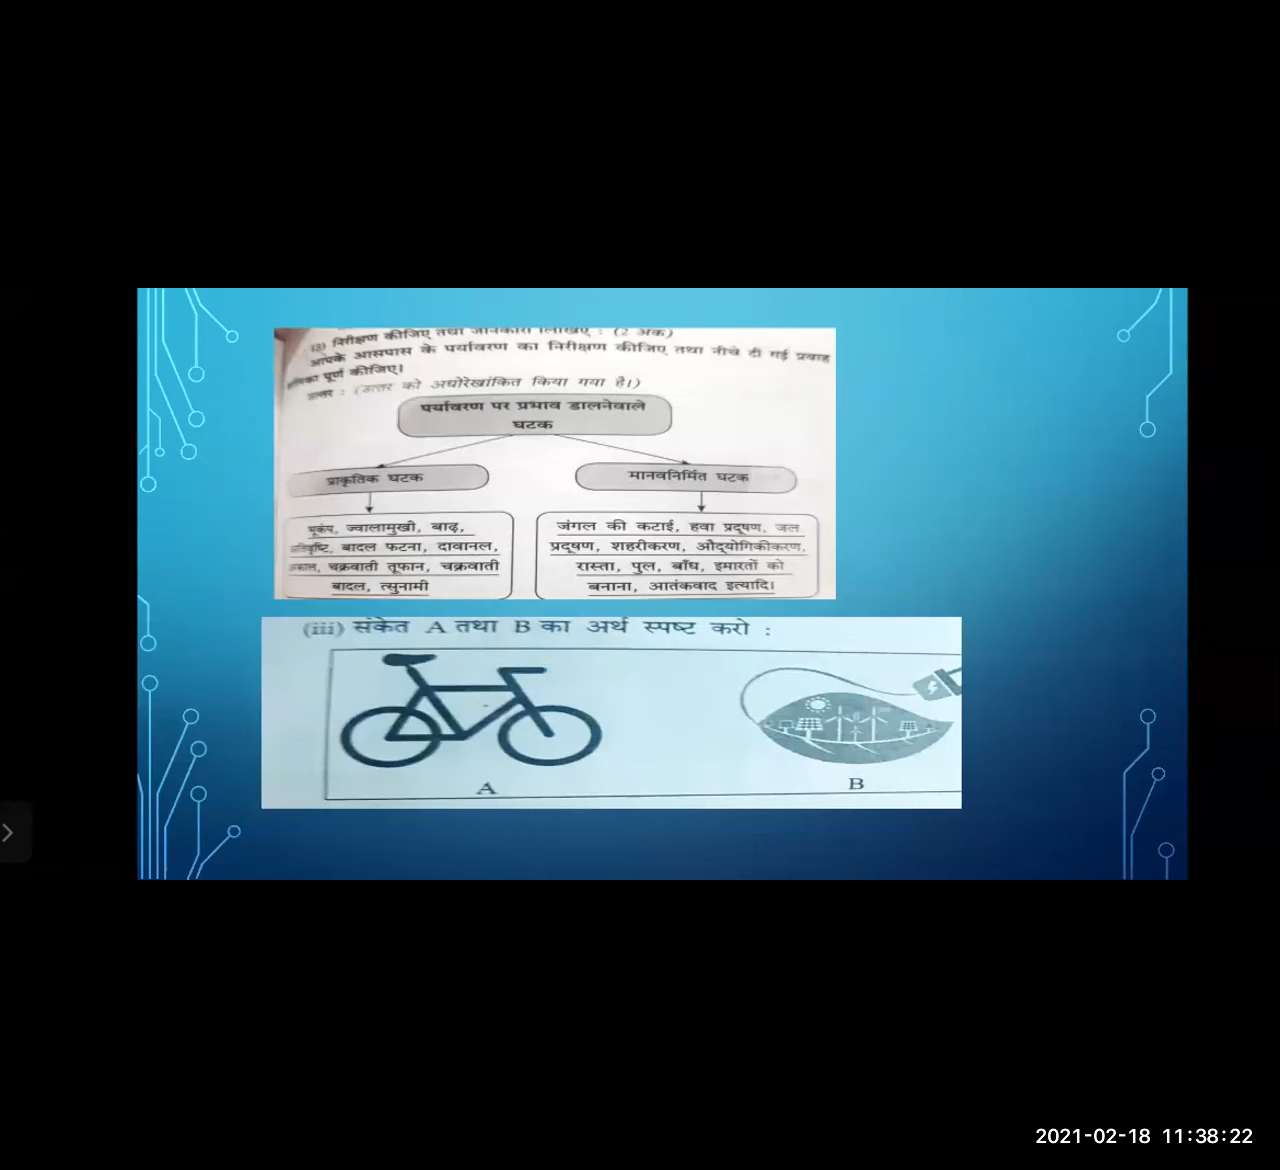 (3) निरीक्षण कीजिए तथा जानकारी लिखिए : (2 अंक)
आपके आसपास के पर्यावरण का निरीक्षण कीजिए तथा नीचे दी गई प्रवाह
पूर्ण कीजिए।
उत्तर : (उत्तर को अधोरेखांकित किया गया है।)
पर्यावरण पर प्रभाव डालनेवाले
घटक
प्राकृतिक घटक
मानवनिर्मित घटक
भूकंप, ज्वालामुखी, बाढ़,
अतिवृष्टि, बादल फटना, दावानल,
अकाल, चक्रवाती तूफान, चक्रवाती
बादल, त्सुनामी
जंगल की कटाई, हवा प्रदूषण, जल
प्रदूषण, शहरीकरण, औद्योगिकीकरण,
रास्ता, पुल, बाँध, इमारतों को
बनाना, आतंकवाद इत्यादि।
(iii) संकेत A तथा B का अर्थ स्पष्ट करो :
A
B
2021-02-18 11:38:22